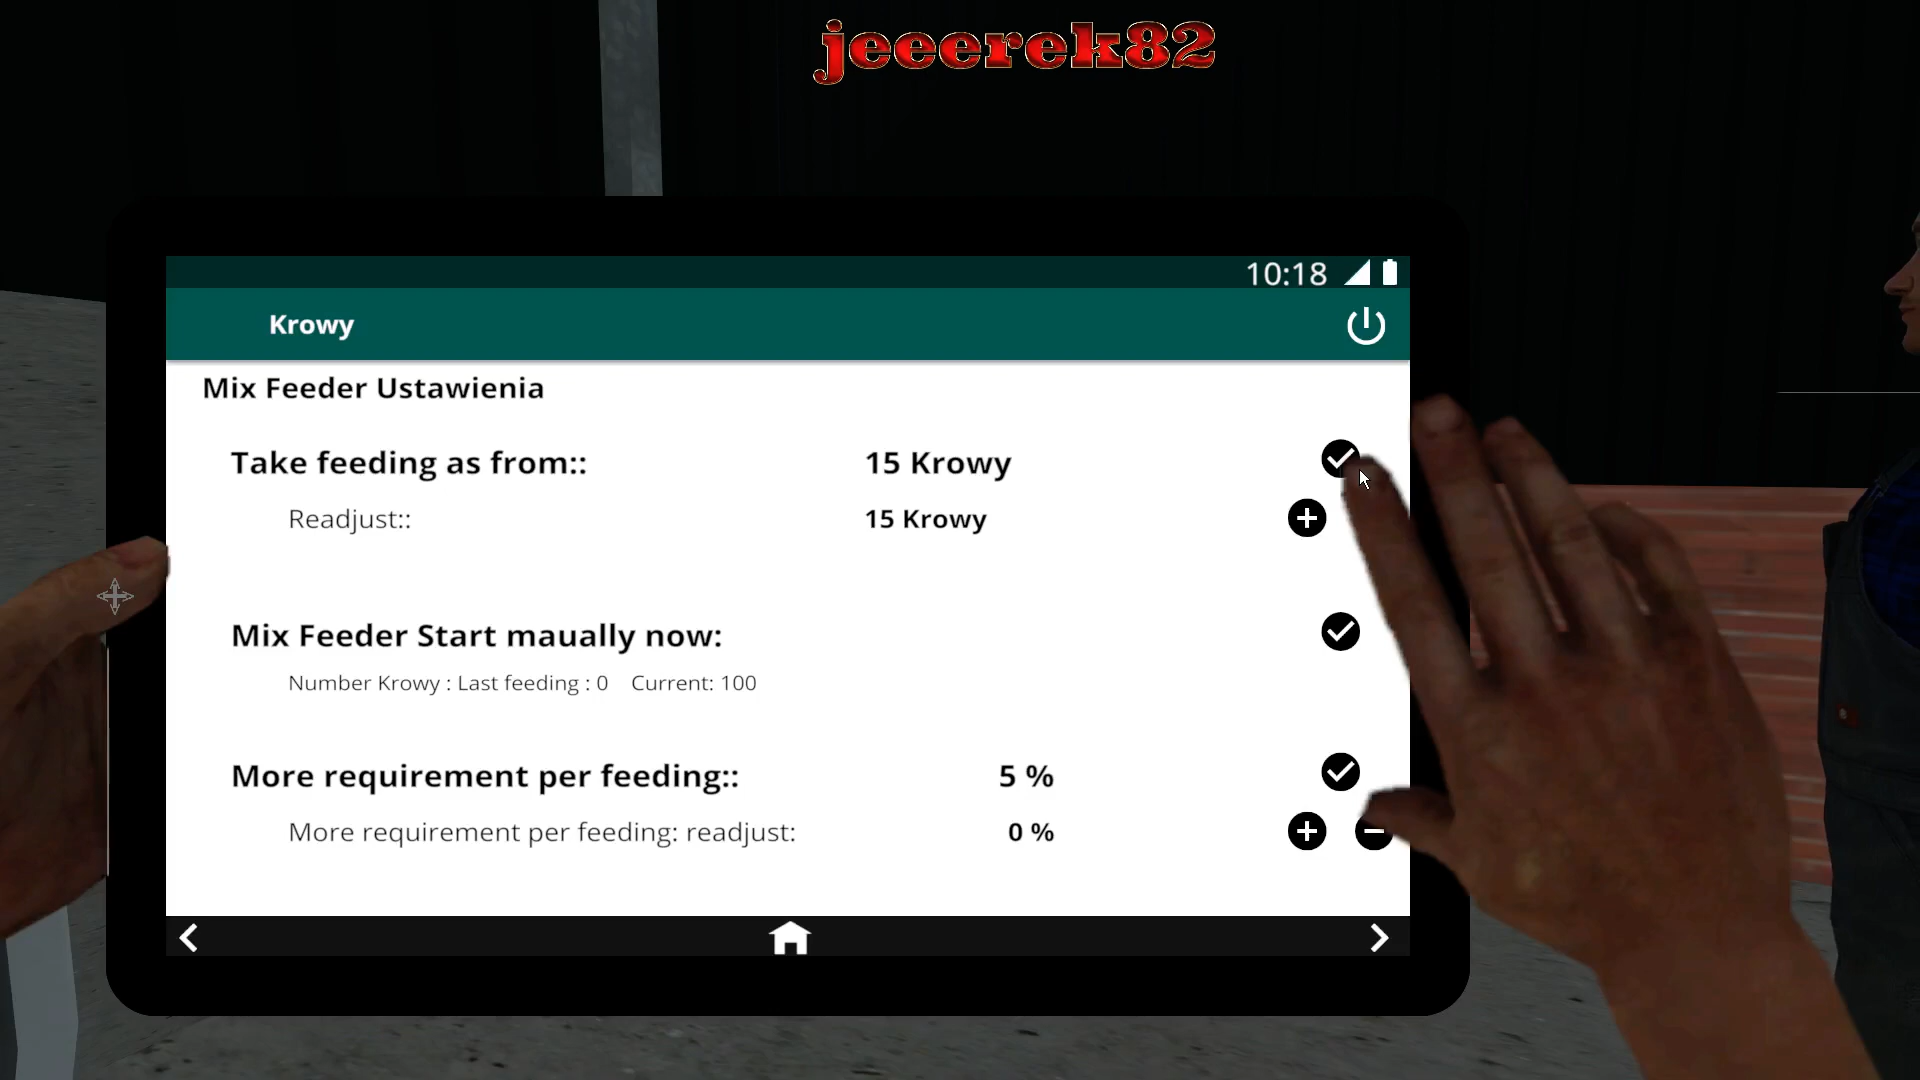 jeeerek82
10:18
Krowy
Mix Feeder Ustawienia
Take feeding as from:: 15 Krowy
Readjust:: 15 Krowy
Mix Feeder Start maually now:
Number Krowy : Last feeding : 0 Current: 100
More requirement per feeding:: 5 %
More requirement per feeding: readjust: 0 %